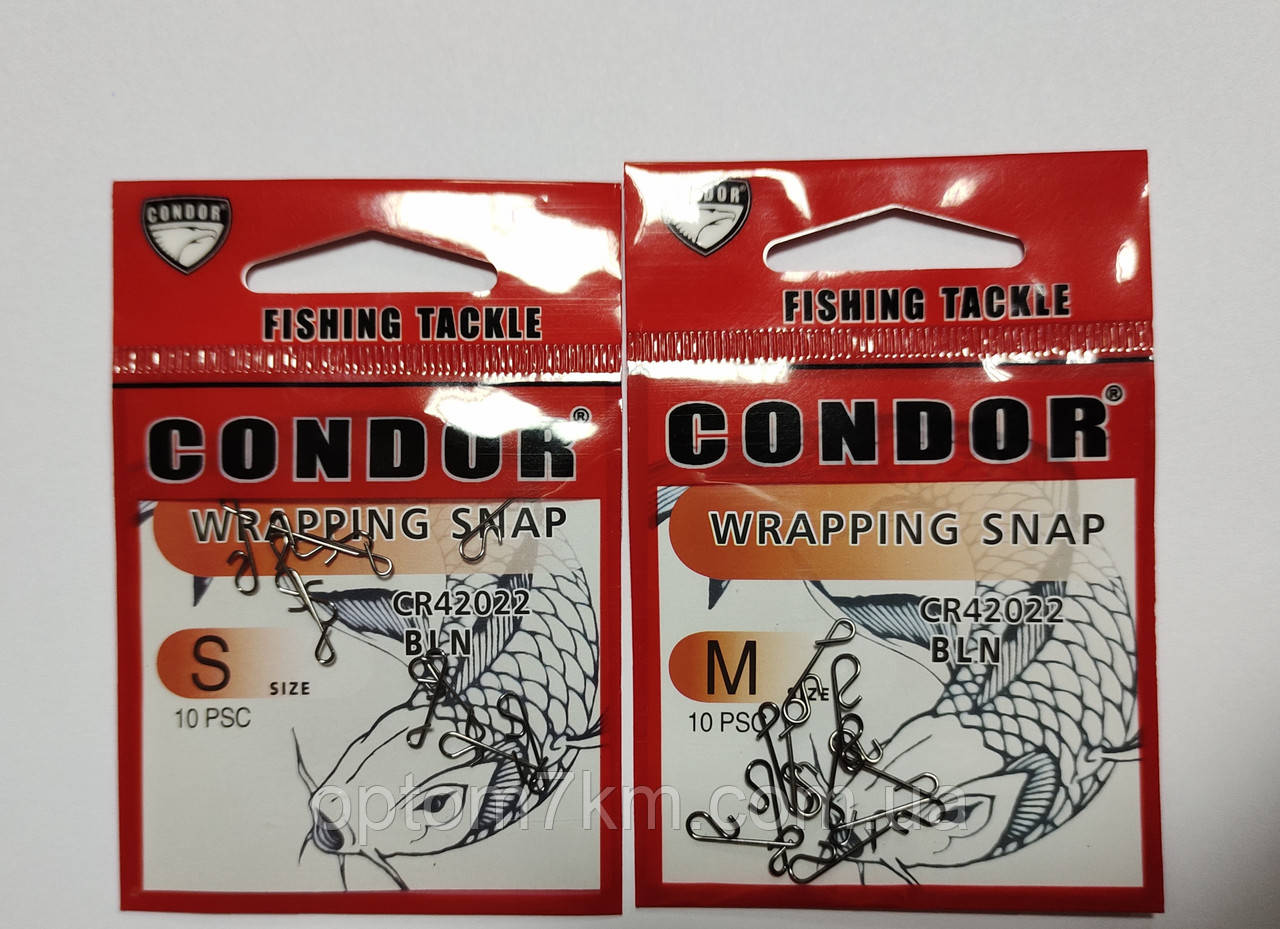 CONDOR
FISHING TACKLE
CONDOR®
WRAPPING SNAP
CR42022
BLN
S
SIZE
10 PSC
DOR
FISHING TACKLE
CONDOR®
WRAPPING SNAP
CR42022
BLN
M
SIZE
10 PSC
optom7km.com.ua